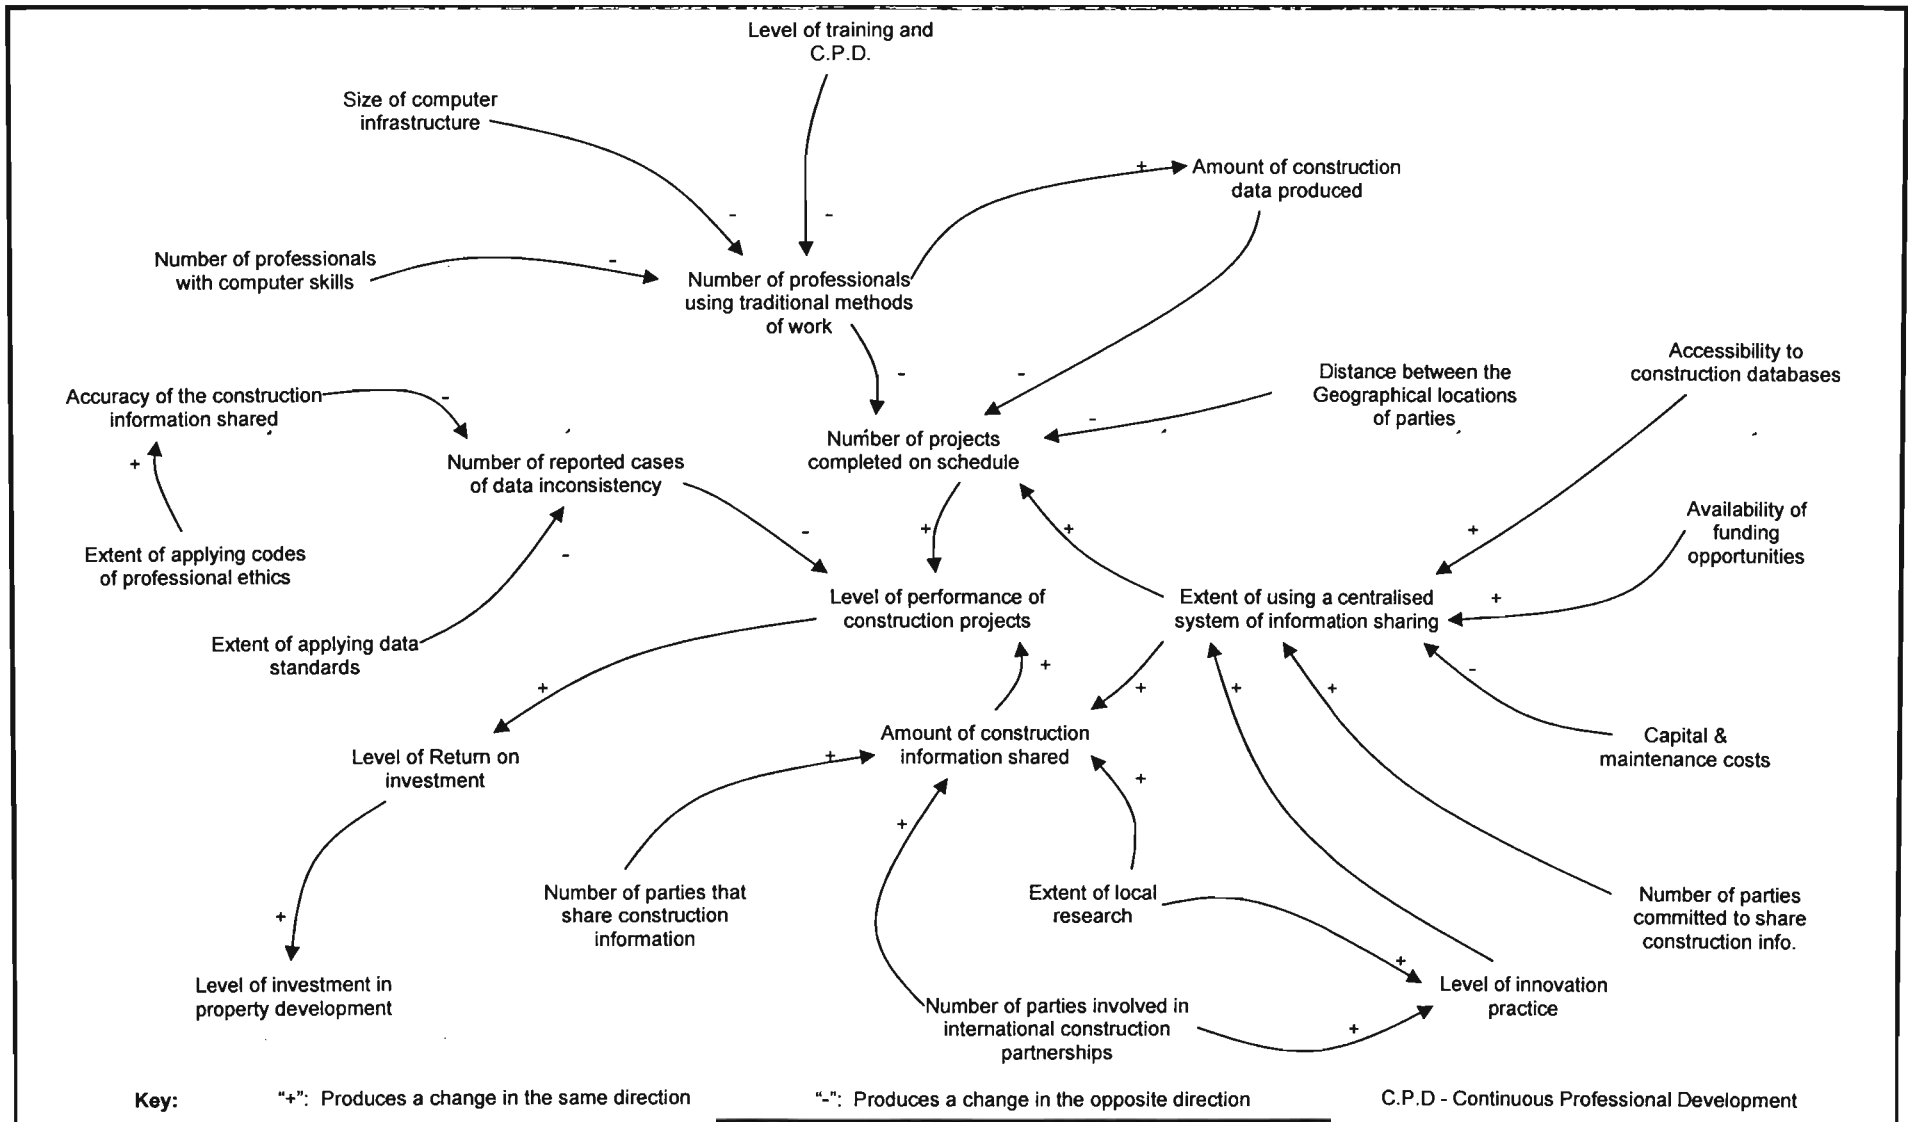 Level of training and
C.P.D.
Size of computer
infrastructure
+
Amount of construction
data produced
-
-
Number of professionals
with computer skills
-
Number of professionals
using traditional methods
of work
Accessibility to
construction databases
Distance between the
Geographical locations
of parties
-
-
Accuracy of the construction
information shared
-
-
Number of projects
completed on schedule
+
Number of reported cases
of data inconsistency
Availability of
funding
opportunities
-
+
+
+
Extent of applying codes
of professional ethics
-
Level of performance of
construction projects
Extent of using a centralised
system of information sharing
+
Extent of applying data
standards
+
-
+
+
+
+
Amount of construction
information shared
Capital &
maintenance costs
Level of Return on
investment
+
+
+
Number of parties that
share construction
information
Extent of local
research
Number of parties
committed to share
construction info.
+
+
Level of investment in
property development
Level of innovation
practice
Number of parties involved in
international construction
partnerships
+
Key:
"+": Produces a change in the same direction
"-": Produces a change in the opposite direction
C.P.D - Continuous Professional Development